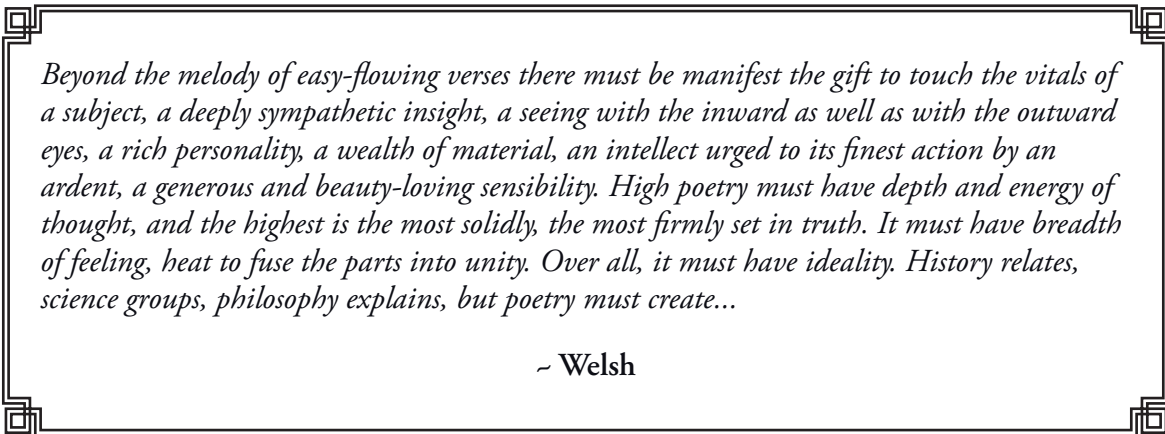 Beyond the melody of easy-flowing verses there must be manifest the gift to touch the vitals of
a subject, a deeply sympathetic insight, a seeing with the inward as well as with the outward
eyes, a rich personality, a wealth of material, an intellect urged to its finest action by an
ardent, a generous and beauty-loving sensibility. High poetry must have depth and energy of
thought, and the highest is the most solidly, the most firmly set in truth. It must have breadth
of feeling, heat to fuse the parts into unity. Over all, it must have ideality. History relates,
science groups, philosophy explains, but poetry must create...
~ Welsh